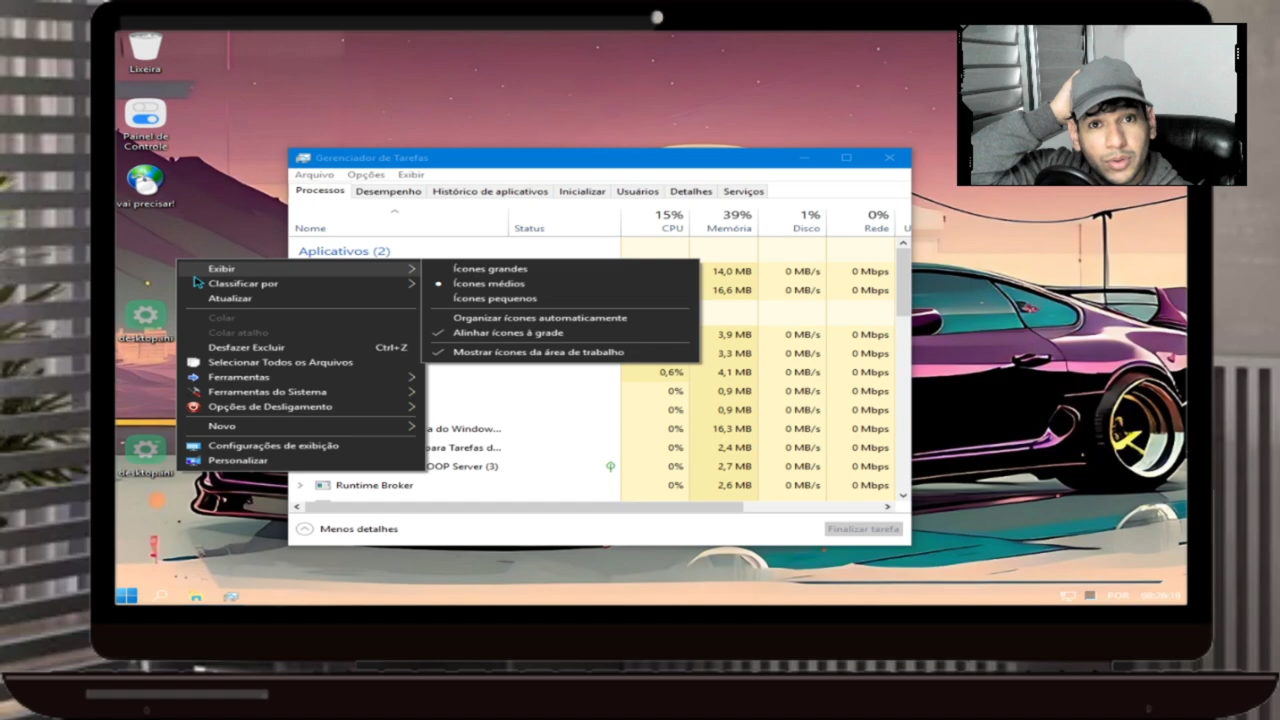 Lixeira
Painel de
Controle
vai precisar!
desktop.ini
desktop.ini
Gerenciador de Tarefas
Arquivo Opções Exibir
Processos Desempenho Histórico de aplicativos Inicializar Usuários Detalhes Serviços
15% 39% 1% 0%
Nome Status CPU Memória Disco Rede U
Aplicativos (2)
14,0 MB 0 MB/s 0 Mbps
16,6 MB 0 MB/s 0 Mbps
3,9 MB 0 MB/s 0 Mbps
3,3 MB 0 MB/s 0 Mbps
0,6% 4,1 MB 0 MB/s 0 Mbps
0% 0,9 MB 0 MB/s 0 Mbps
0% 0,9 MB 0 MB/s 0 Mbps
a do Window... 0% 16,3 MB 0 MB/s 0 Mbps
para Tarefas d... 0% 2,4 MB 0 MB/s 0 Mbps
OOP Server (3) 0% 2,7 MB 0 MB/s 0 Mbps
Runtime Broker 0% 2,6 MB 0 MB/s 0 Mbps
Menos detalhes Finalizar tarefa
Exibir
Classificar por
Atualizar
Colar
Colar atalho
Desfazer Excluir Ctrl+Z
Selecionar Todos os Arquivos
Ferramentas
Ferramentas do Sistema
Opções de Desligamento
Novo
Configurações de exibição
Personalizar
Ícones grandes
Ícones médios
Ícones pequenos
Organizar ícones automaticamente
Alinhar ícones à grade
Mostrar ícones da área de trabalho
POR